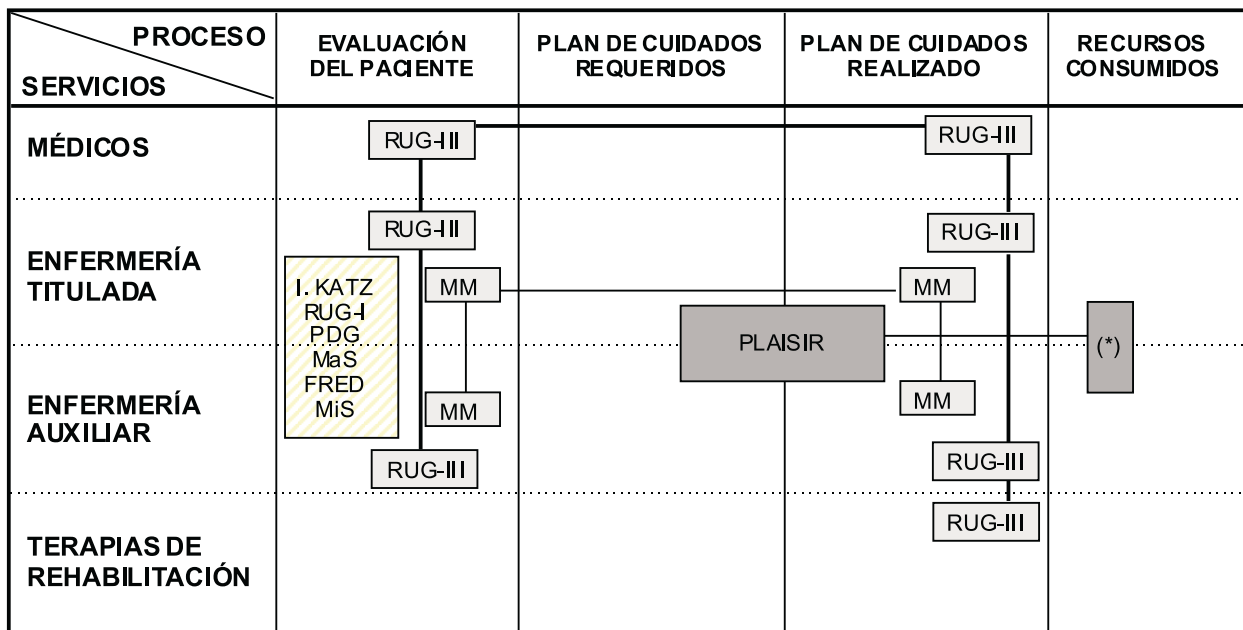 PROCESO
SERVICIOS
EVALUACIÓN
DEL PACIENTE
PLAN DE CUIDADOS
REQUERIDOS
PLAN DE CUIDADOS
REALIZADO
RECURSOS
CONSUMIDOS
MÉDICOS
RUG-III
RUG-III
ENFERMERÍA
TITULADA
RUG-III
RUG-III
I. KATZ
RUG-I
PDG
MaS
FRED
MiS
MM
MM
PLAISIR
(*)
ENFERMERÍA
AUXILIAR
MM
MM
RUG-III
RUG-III
TERAPIAS DE
REHABILITACIÓN
RUG-III